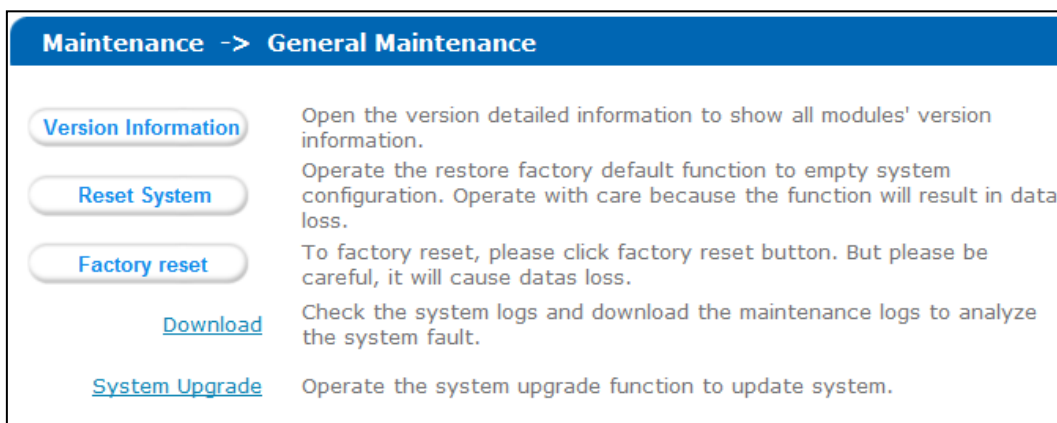 Maintenance -> General Maintenance
Version Information
Open the version detailed information to show all modules' version
information.
Reset System
Operate the restore factory default function to empty system
configuration. Operate with care because the function will result in data
loss.
Factory reset
To factory reset, please click factory reset button. But please be
careful, it will cause datas loss.
Download
Check the system logs and download the maintenance logs to analyze
the system fault.
System Upgrade
Operate the system upgrade function to update system.